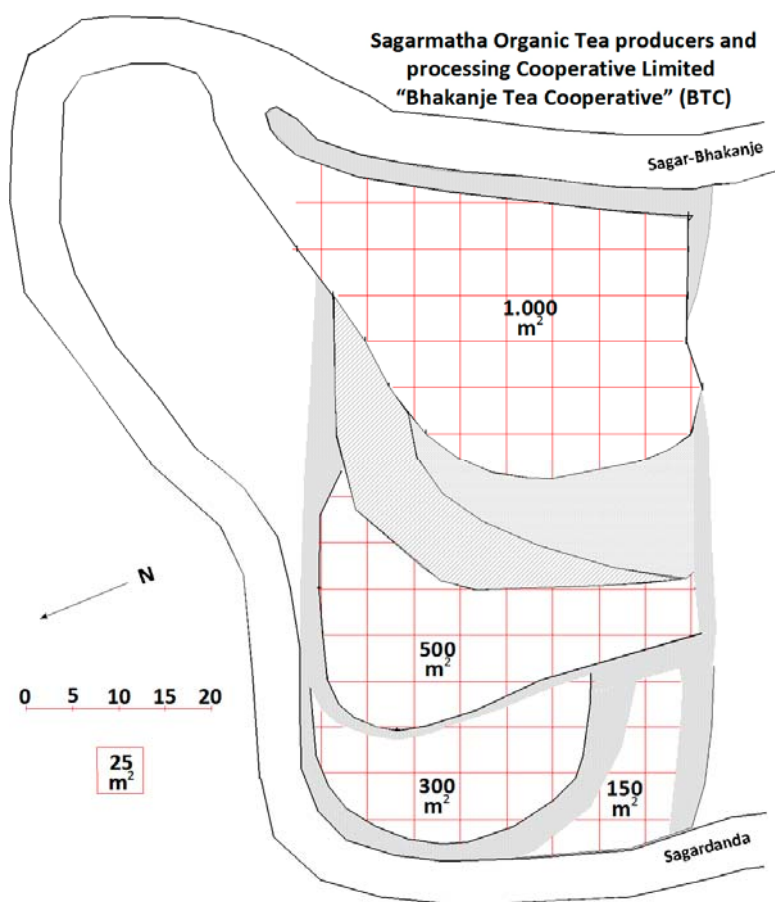 Sagarmatha Organic Tea producers and
processing Cooperative Limited
“Bhakanje Tea Cooperative” (BTC)
Sagar-Bhakanje
1.000
m²
N
500
m²
0 5 10 15 20
25
m²
300
m²
150
m²
Sagardanda